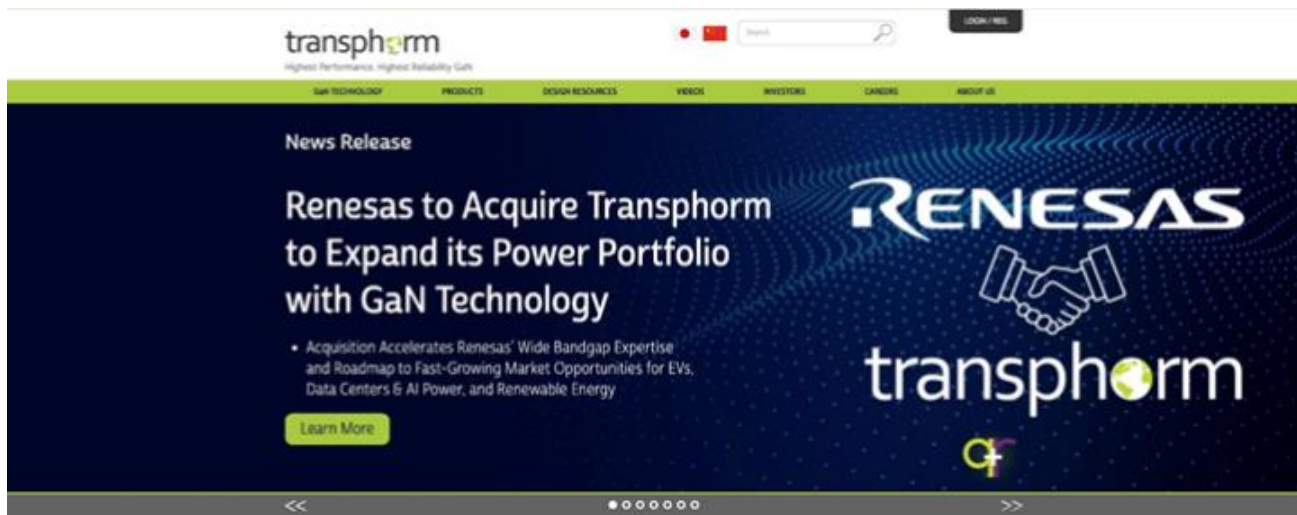 transphorm
Highest Performance. Highest Reliability GaN
Search
LOGIN / REG
GaN TECHNOLOGY
PRODUCTS
DESIGN RESOURCES
VIDEOS
INVESTORS
CAREERS
ABOUT US
News Release
Renesas to Acquire Transphorm
to Expand its Power Portfolio
with GaN Technology
• Acquisition Accelerates Renesas' Wide Bandgap Expertise
and Roadmap to Fast-Growing Market Opportunities for EVs,
Data Centers & AI Power, and Renewable Energy
Learn More
RENESAS
transphorm
<<
>>